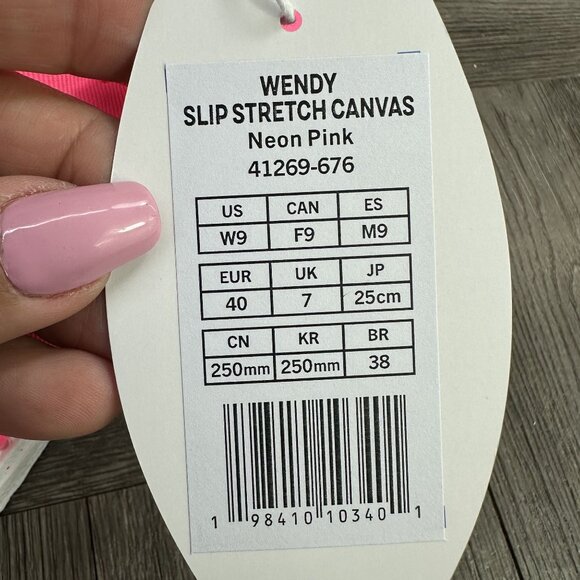 WENDY
SLIP STRETCH CANVAS
Neon Pink
41269-676
US CAN ES
W9 F9 M9
EUR UK JP
40 7 25cm
CN KR BR
250mm 250mm 38
1 98410 10340 1